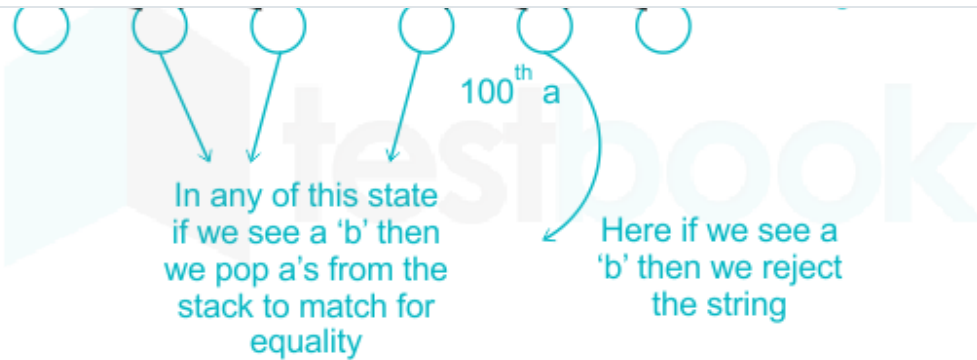 100th a
In any of this state
if we see a 'b' then
we pop a's from the
stack to match for
equality
Here if we see a
'b' then we reject
the string
testbook